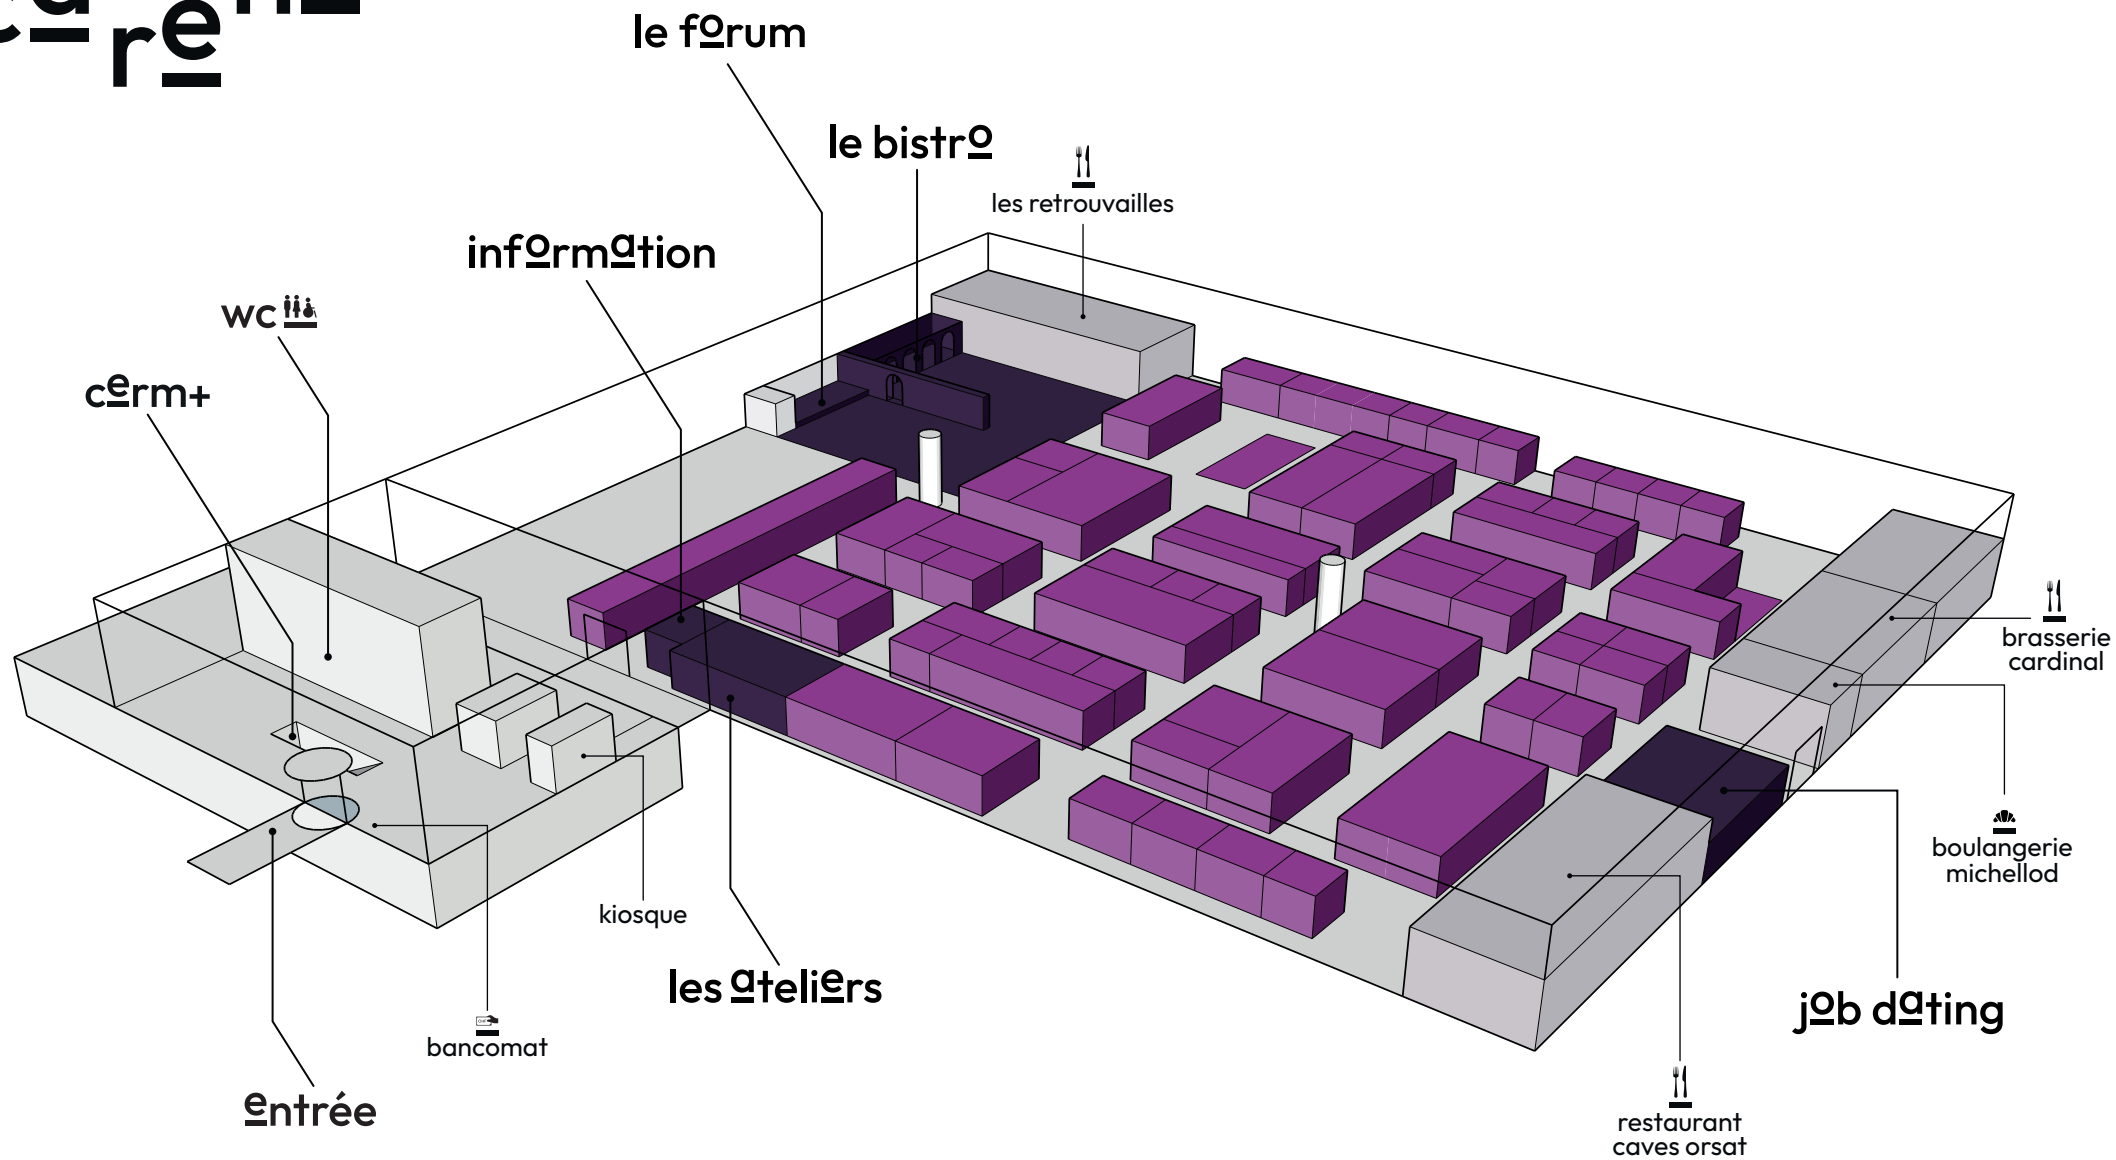 le forum
le bistro
les retrouvailles
information
wc
cerm+
brasserie
cardinal
boulangerie
michellod
kiosque
les ateliers
job dating
bancomat
entrée
restaurant
caves orsat